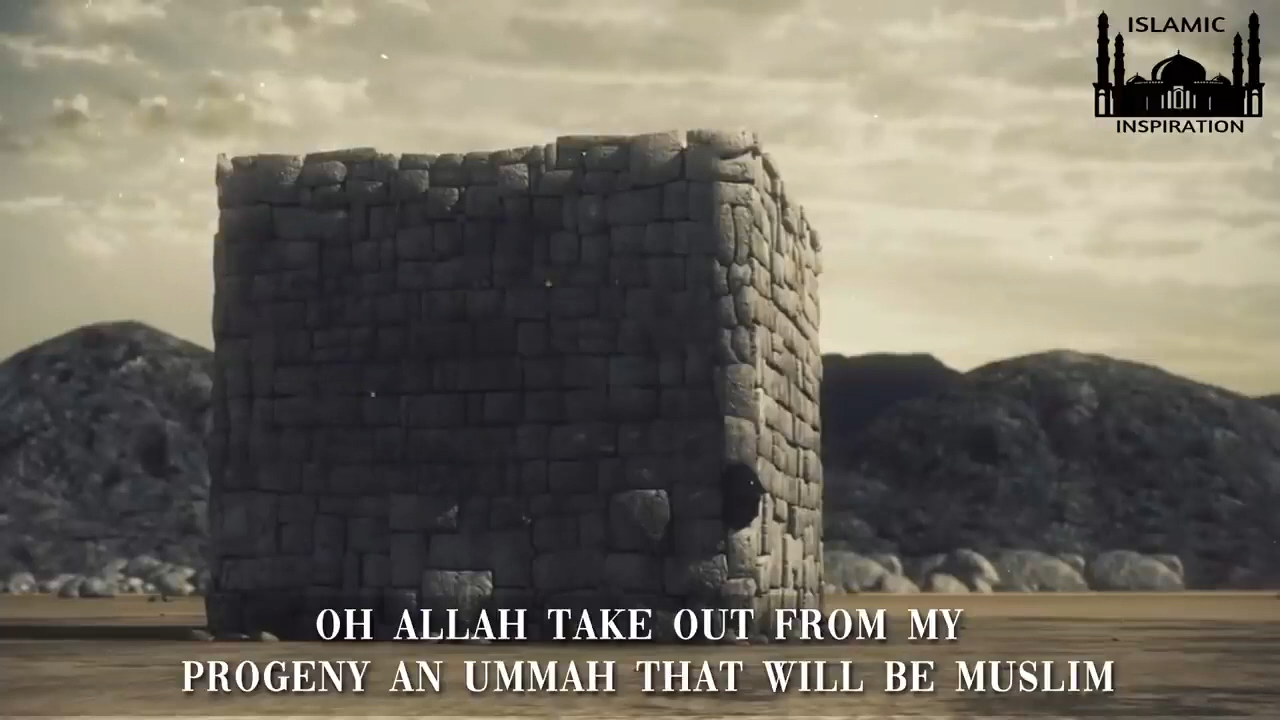 ISLAMIC
INSPIRATION
OH ALLAH TAKE OUT FROM MY
PROGENY AN UMMAH THAT WILL BE MUSLIM